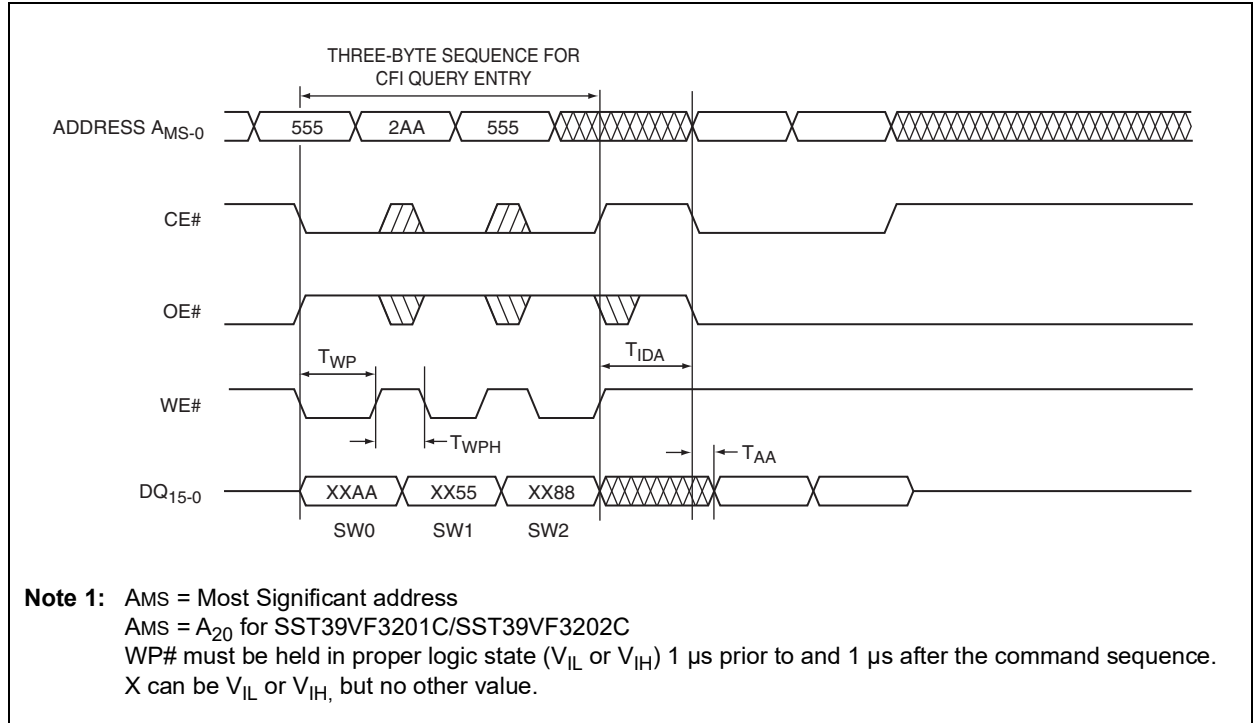 THREE-BYTE SEQUENCE FOR
CFI QUERY ENTRY
ADDRESS AMS-0
555
2AA
555
CE#
OE#
TWP
TIDA
WE#
TWPH
TAA
DQ15-0
XXAA
XX55
XX88
SW0
SW1
SW2
Note 1: AMS = Most Significant address
AMS = A20 for SST39VF3201C/SST39VF3202C
WP# must be held in proper logic state (VIL or VIH) 1 µs prior to and 1 µs after the command sequence.
X can be VIL or VIH, but no other value.